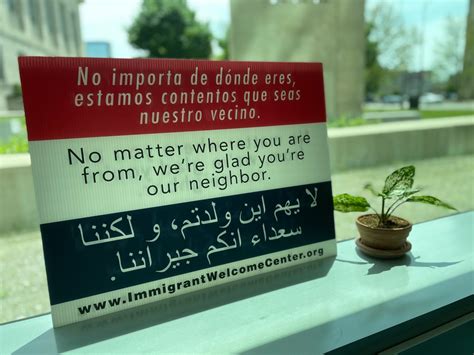 No importa de dónde eres,
estamos contentos que seas
nuestro vecino.
No matter where you are
from, we're glad you're
our neighbor.
لا يهم اين ولدتم، و لكننا
سعداء انكم جيراننا.
www.ImmigrantWelcomeCenter.org